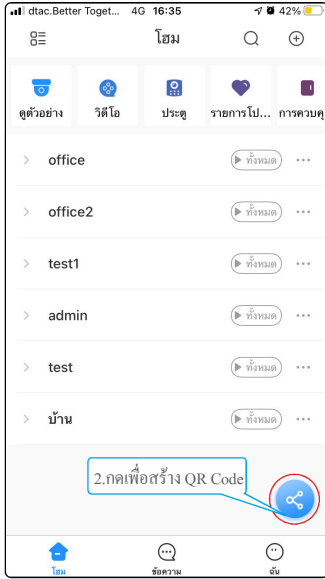 dtac.Better Toget... 4G 16:35 42%
โฮม
ดูตัวอย่าง วิดีโอ ประตู รายการโป... การควบคุ
office ทั้งหมด
office2 ทั้งหมด
test1 ทั้งหมด
admin ทั้งหมด
test ทั้งหมด
บ้าน ทั้งหมด
2.กดเพื่อสร้าง QR Code
โฮม ข้อความ ฉัน